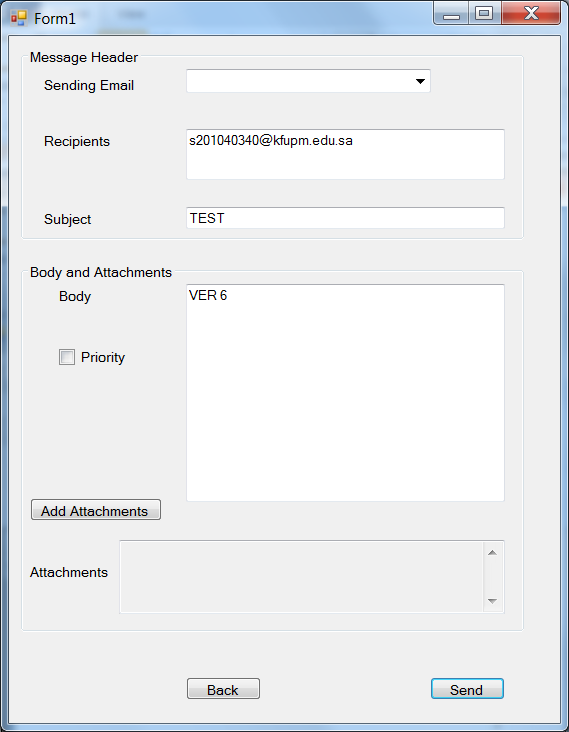 Form1
Message Header
Sending Email
Recipients
s201040340@kfupm.edu.sa
Subject
TEST
Body and Attachments
Body
VER 6
Priority
Add Attachments
Attachments
Back
Send